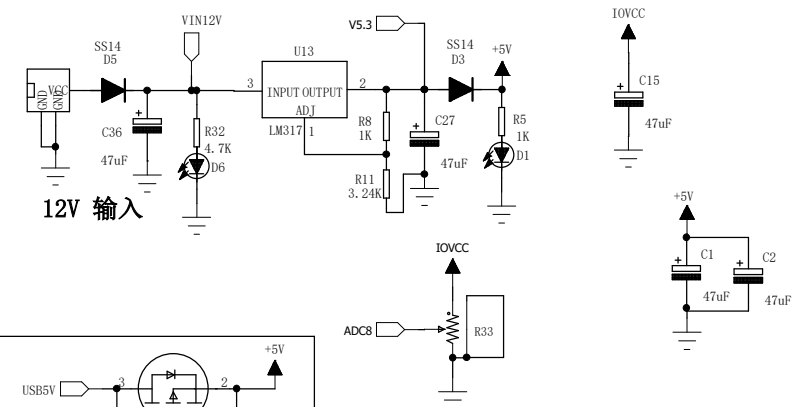 VIN12V
V5.3
IOVCC
SS14
D5
U13
SS14
D3
+5V
C15
47uF
VCC
GND
GND
3
INPUT OUTPUT
2
ADJ
LM317
1
C36
47uF
R32
4.7K
D6
R8
1K
C27
47uF
R5
1K
D1
R11
3.24K
12V 输入
+5V
C1
47uF
C2
47uF
IOVCC
ADC8
R33
+5V
USB5V
3
2